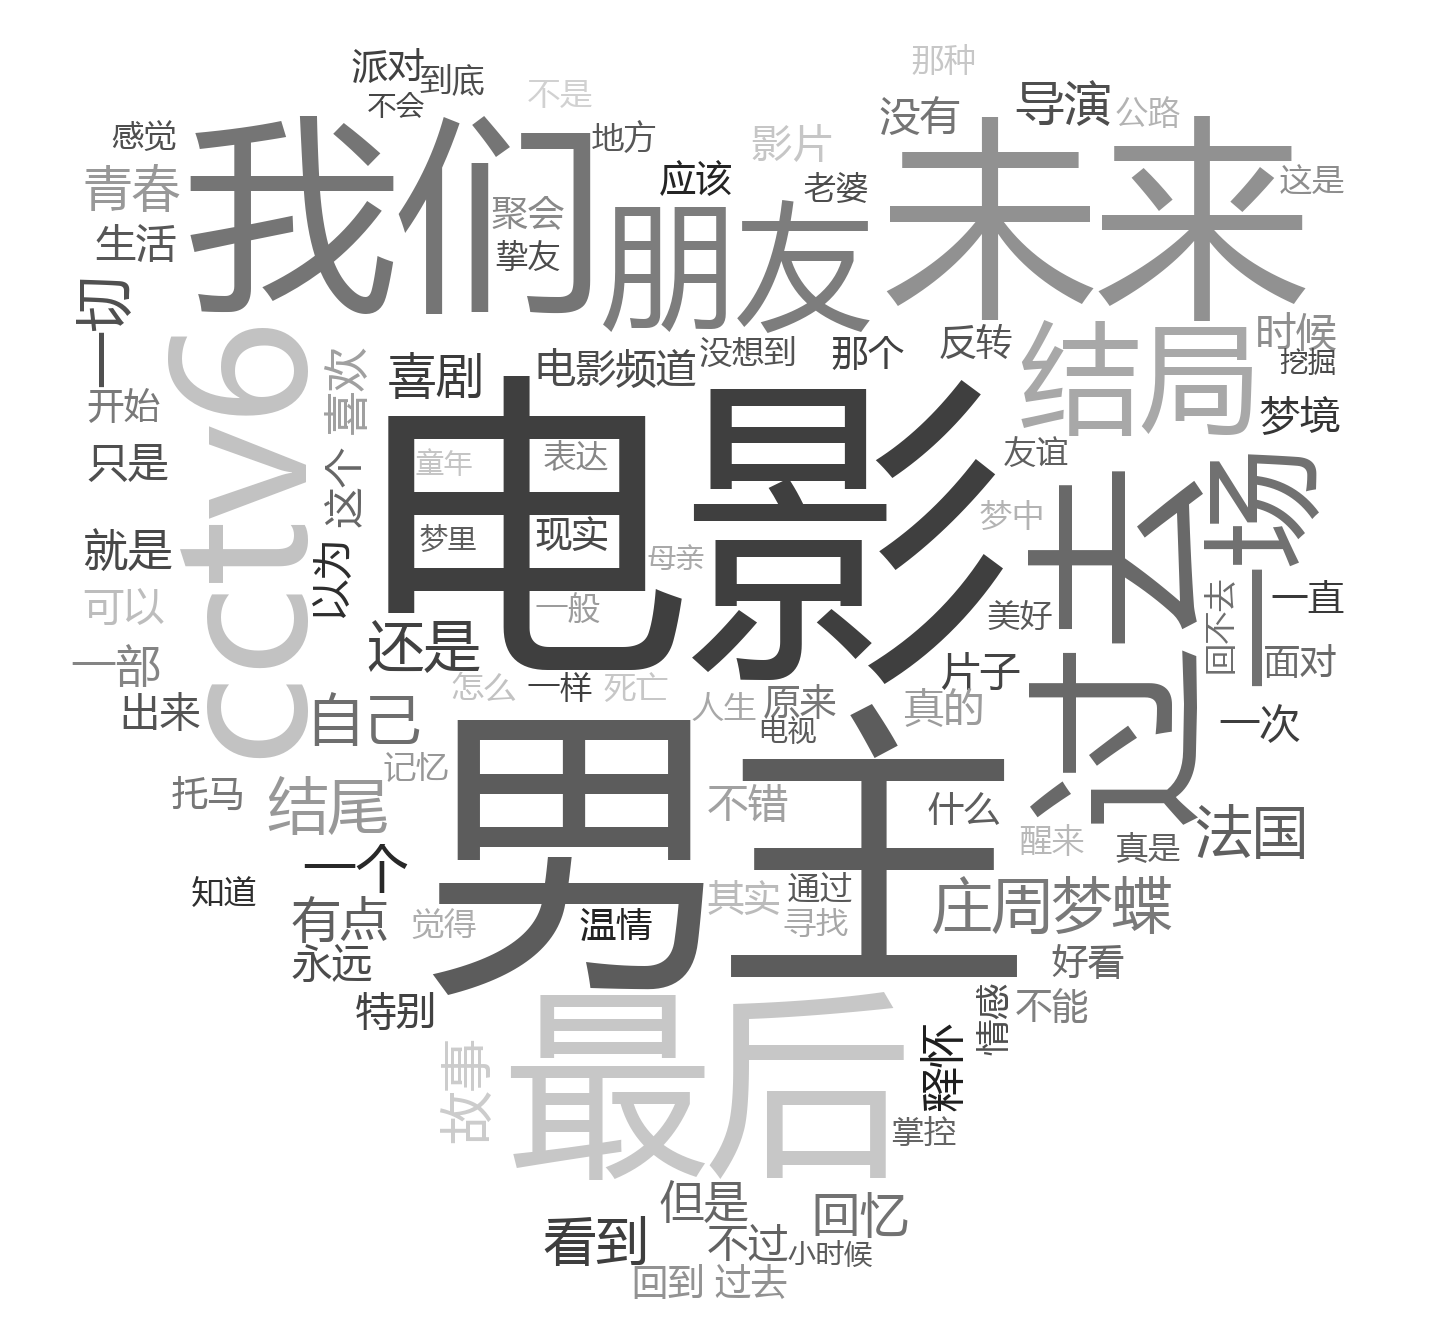 派对
到底
不会
不是
那种
导演
没有
公路
感觉
我们
地方
影片
未来
应该
老婆
这是
青春
聚会
朋友
生活
挚友
一切
cctv6
喜欢
喜剧
电影频道
没想到
那个
反转
结局
时候
挖掘
开始
梦境
只是
这个
电影
童年
表达
友谊
过去
一场
梦中
就是
以为
梦里
现实
母亲
回不去
可以
一般
美好
一直
一部
还是
片子
面对
怎么
一样
死亡
人生
原来
真的
出来
自己
电视
一次
男主
记忆
托马
结尾
不错
什么
法国
醒来
真是
一个
知道
通过
庄周梦蝶
其实
有点
觉得
温情
寻找
永远
好看
特别
最后
情感
不能
故事
释怀
掌控
但是
回忆
看到
不过
小时候
回到 过去